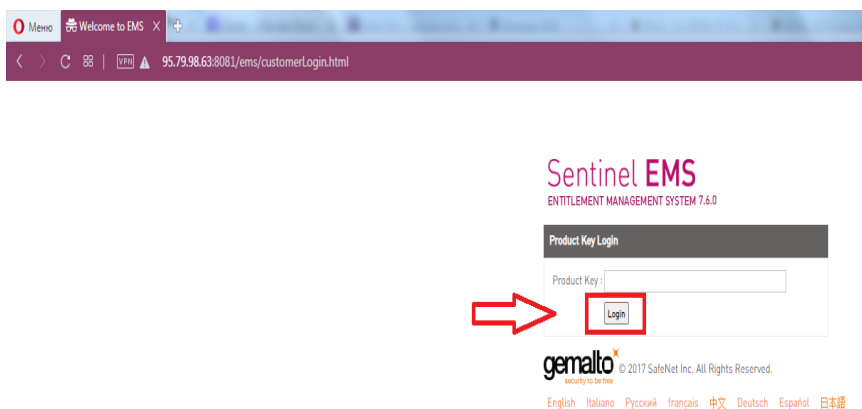 Меню Welcome to EMS
VPN 95.79.98.63:8081/ems/customerLogin.html
Sentinel EMS
ENTITLEMENT MANAGEMENT SYSTEM 7.6.0
Product Key Login
Product Key :
Login
gemalto © 2017 SafeNet Inc. All Rights Reserved.
security to be free
English Italiano Русский français 中文 Deutsch Español 日本語